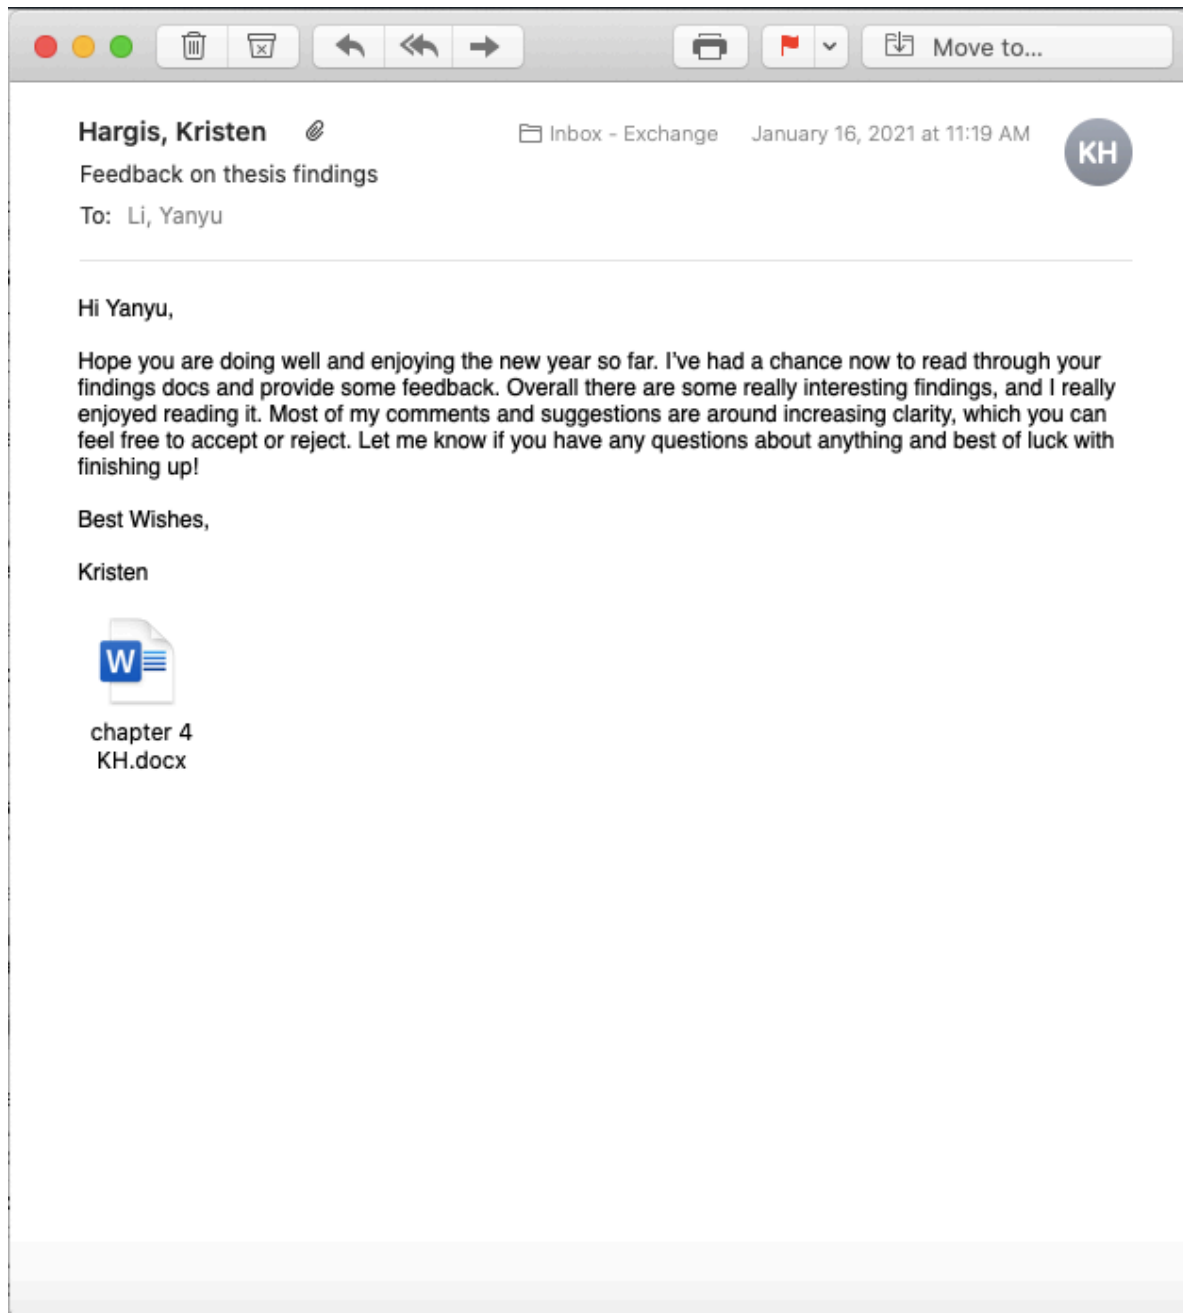 Move to...
Hargis, Kristen
Inbox - Exchange
January 16, 2021 at 11:19 AM
KH
Feedback on thesis findings
To: Li, Yanyu
Hi Yanyu,
Hope you are doing well and enjoying the new year so far. I've had a chance now to read through your
findings docs and provide some feedback. Overall there are some really interesting findings, and I really
enjoyed reading it. Most of my comments and suggestions are around increasing clarity, which you can
feel free to accept or reject. Let me know if you have any questions about anything and best of luck with
finishing up!
Best Wishes,
Kristen
W
chapter 4
KH.docx